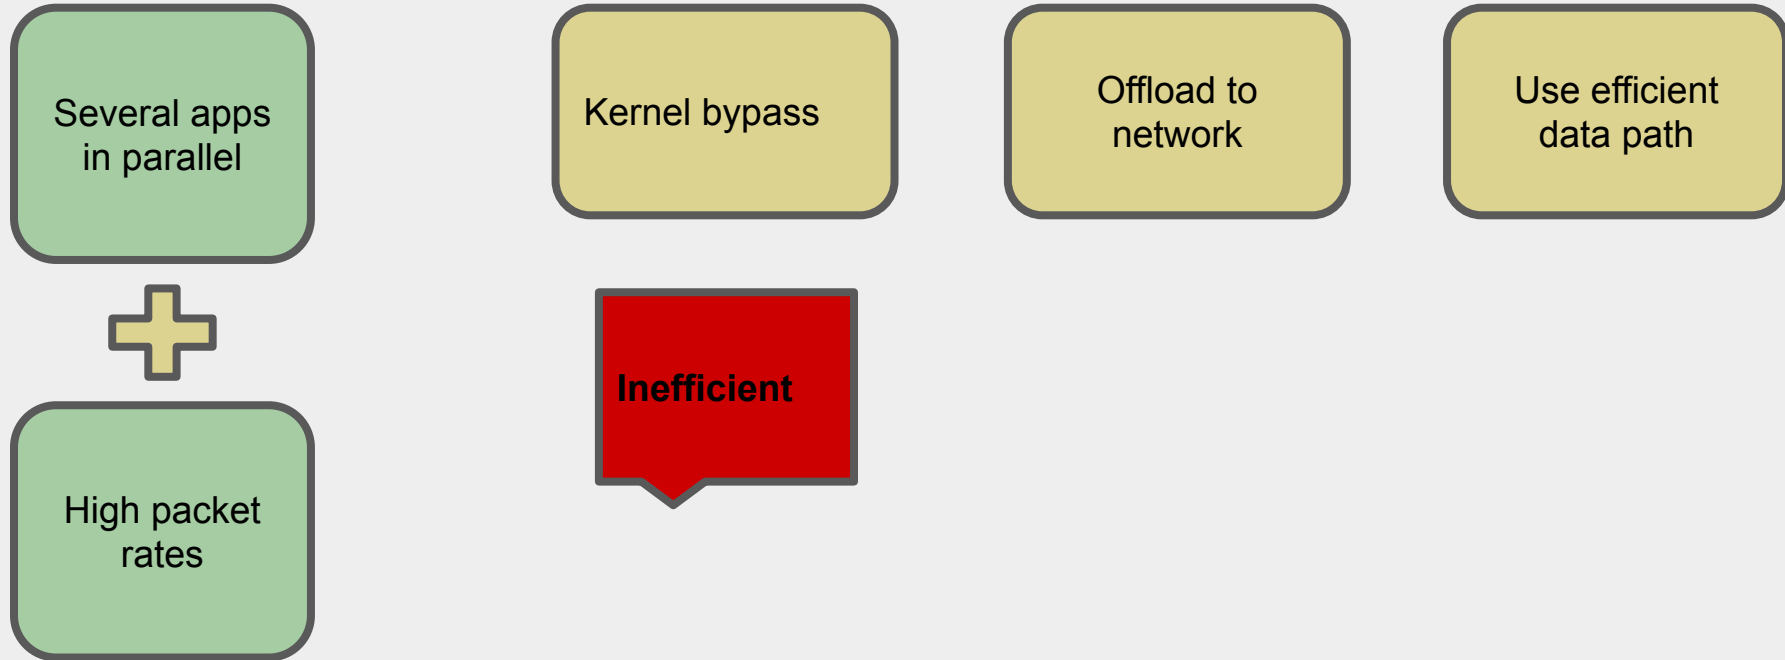 Several apps
in parallel
High packet
rates
Kernel bypass
Inefficient
Offload to
network
Use efficient
data path